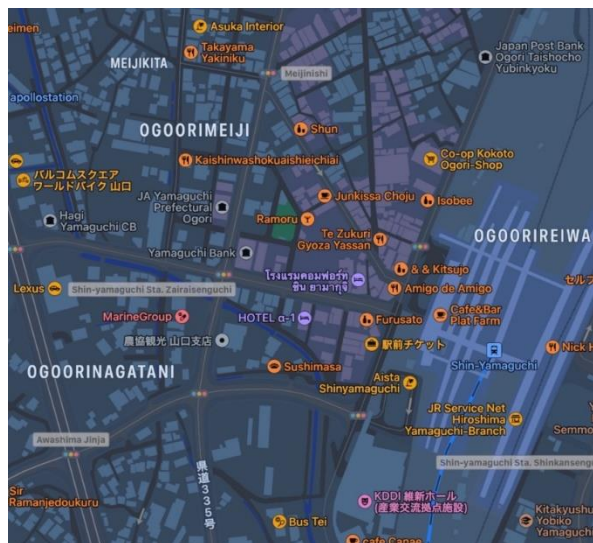 eimen
Asuka Interior
Takayama
Yakiniku
MEIJIKITA
Meijinishi
Japan Post Bank
Ogori Taishocho
Yubinkyoku
apollostation
OGOORIMEIJI
Shun
Kaishinwashokuaishieichiai
Co-op Kokoto
Ogori-Shop
バルコムスクエア
ワールドバイク 山口
JA Yamaguchi
Prefectural
Ogori
Junkissa Choju
Isobee
Hagi
Yamaguchi CB
Ramoru
Te Zukuri
Gyoza Yassan
OGOORIREIWA
Yamaguchi Bank
โรงแรมคอมฟอร์ท
ชิน ยามากุจิ
& & Kitsujo
セルフ
Lexus
Shin-yamaguchi Sta. Zairaisenguchi
Amigo de Amigo
MarineGroup
HOTEL α-1
Furusato
Cafe&Bar
Plat Farm
農協観光 山口支店
駅前チケット
Nick H
Shin-Yamaguchi
OGOORINAGATANI
Sushimasa
Aista
Shinyamaguchi
JR Service Net
Hiroshima
Yamaguchi-Branch
Semmo
Awashima Jinja
Shin-yamaguchi Sta. Shinkanseng
県道335号
Sir
Ramanjedoukuru
KDDI 維新ホール
(産業交流拠点施設)
Bus Tei
Kitakyushu
Yobiko
Yamaguchi
cafe Canae